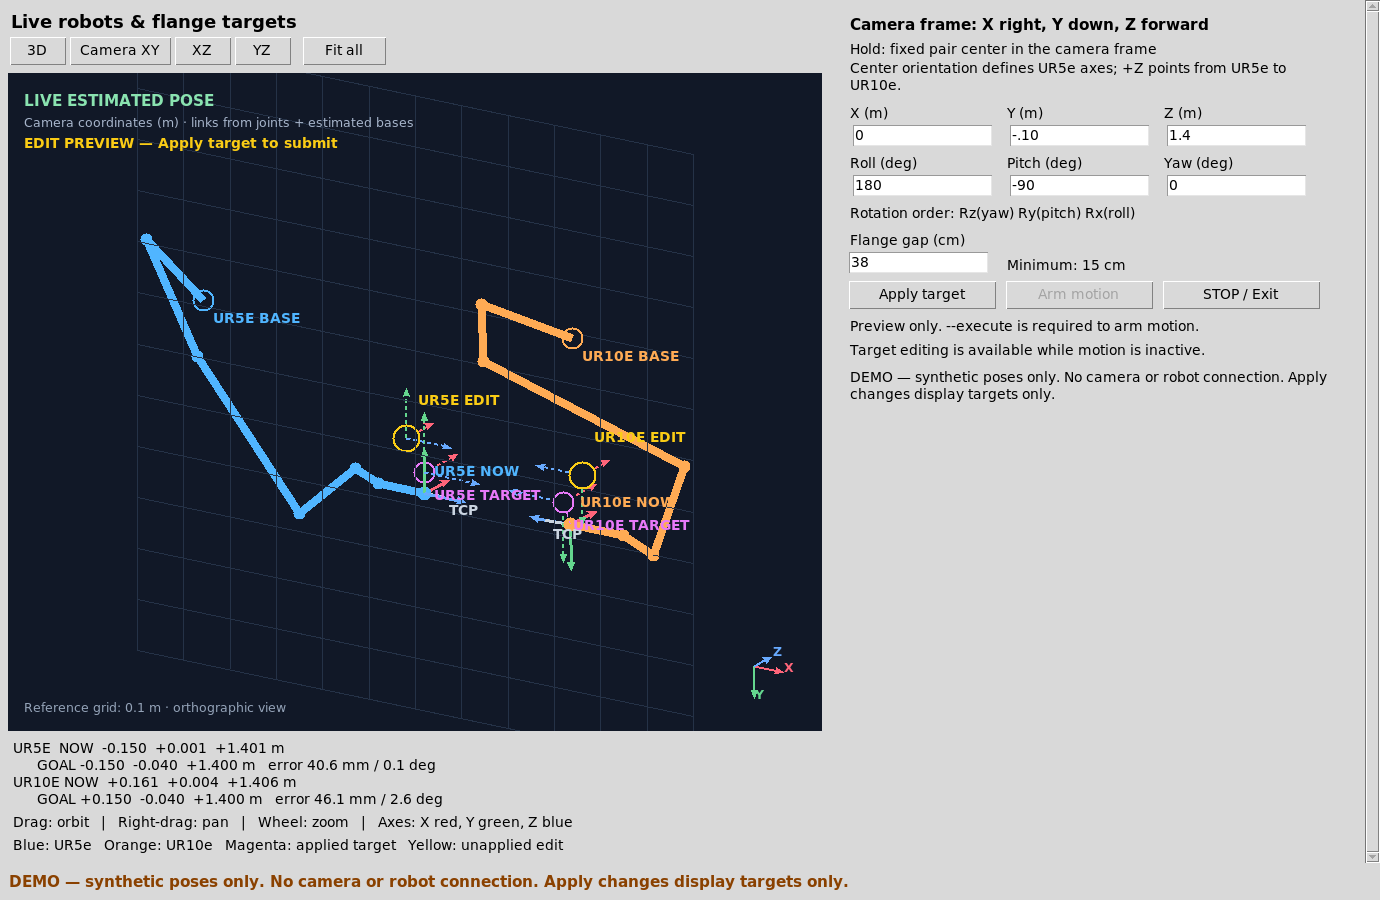 Live robots & flange targets
3D
Camera XY
XZ
YZ
Fit all
LIVE ESTIMATED POSE
Camera coordinates (m) · links from joints + estimated bases
EDIT PREVIEW — Apply target to submit
UR5E BASE
UR10E BASE
UR5E EDIT
UR10E EDIT
UR5E NOW
UR5E TARGET
TCP
UR10E NOW
UR10E TARGET
TCP
Z
X
Y
Reference grid: 0.1 m · orthographic view
UR5E  NOW  -0.150  +0.001  +1.401 m
GOAL -0.150  -0.040  +1.400 m   error 40.6 mm / 0.1 deg
UR10E NOW  +0.161  +0.004  +1.406 m
GOAL +0.150  -0.040  +1.400 m   error 46.1 mm / 2.6 deg
Drag: orbit   |   Right-drag: pan   |   Wheel: zoom   |   Axes: X red, Y green, Z blue
Blue: UR5e   Orange: UR10e   Magenta: applied target   Yellow: unapplied edit
Camera frame: X right, Y down, Z forward
Hold: fixed pair center in the camera frame
Center orientation defines UR5e axes; +Z points from UR5e to
UR10e.
X (m)
Y (m)
Z (m)
0
-.10
1.4
Roll (deg)
Pitch (deg)
Yaw (deg)
180
-90
0
Rotation order: Rz(yaw) Ry(pitch) Rx(roll)
Flange gap (cm)
38
Minimum: 15 cm
Apply target
Arm motion
STOP / Exit
Preview only. --execute is required to arm motion.
Target editing is available while motion is inactive.
DEMO — synthetic poses only. No camera or robot connection. Apply
changes display targets only.
DEMO — synthetic poses only. No camera or robot connection. Apply changes display targets only.